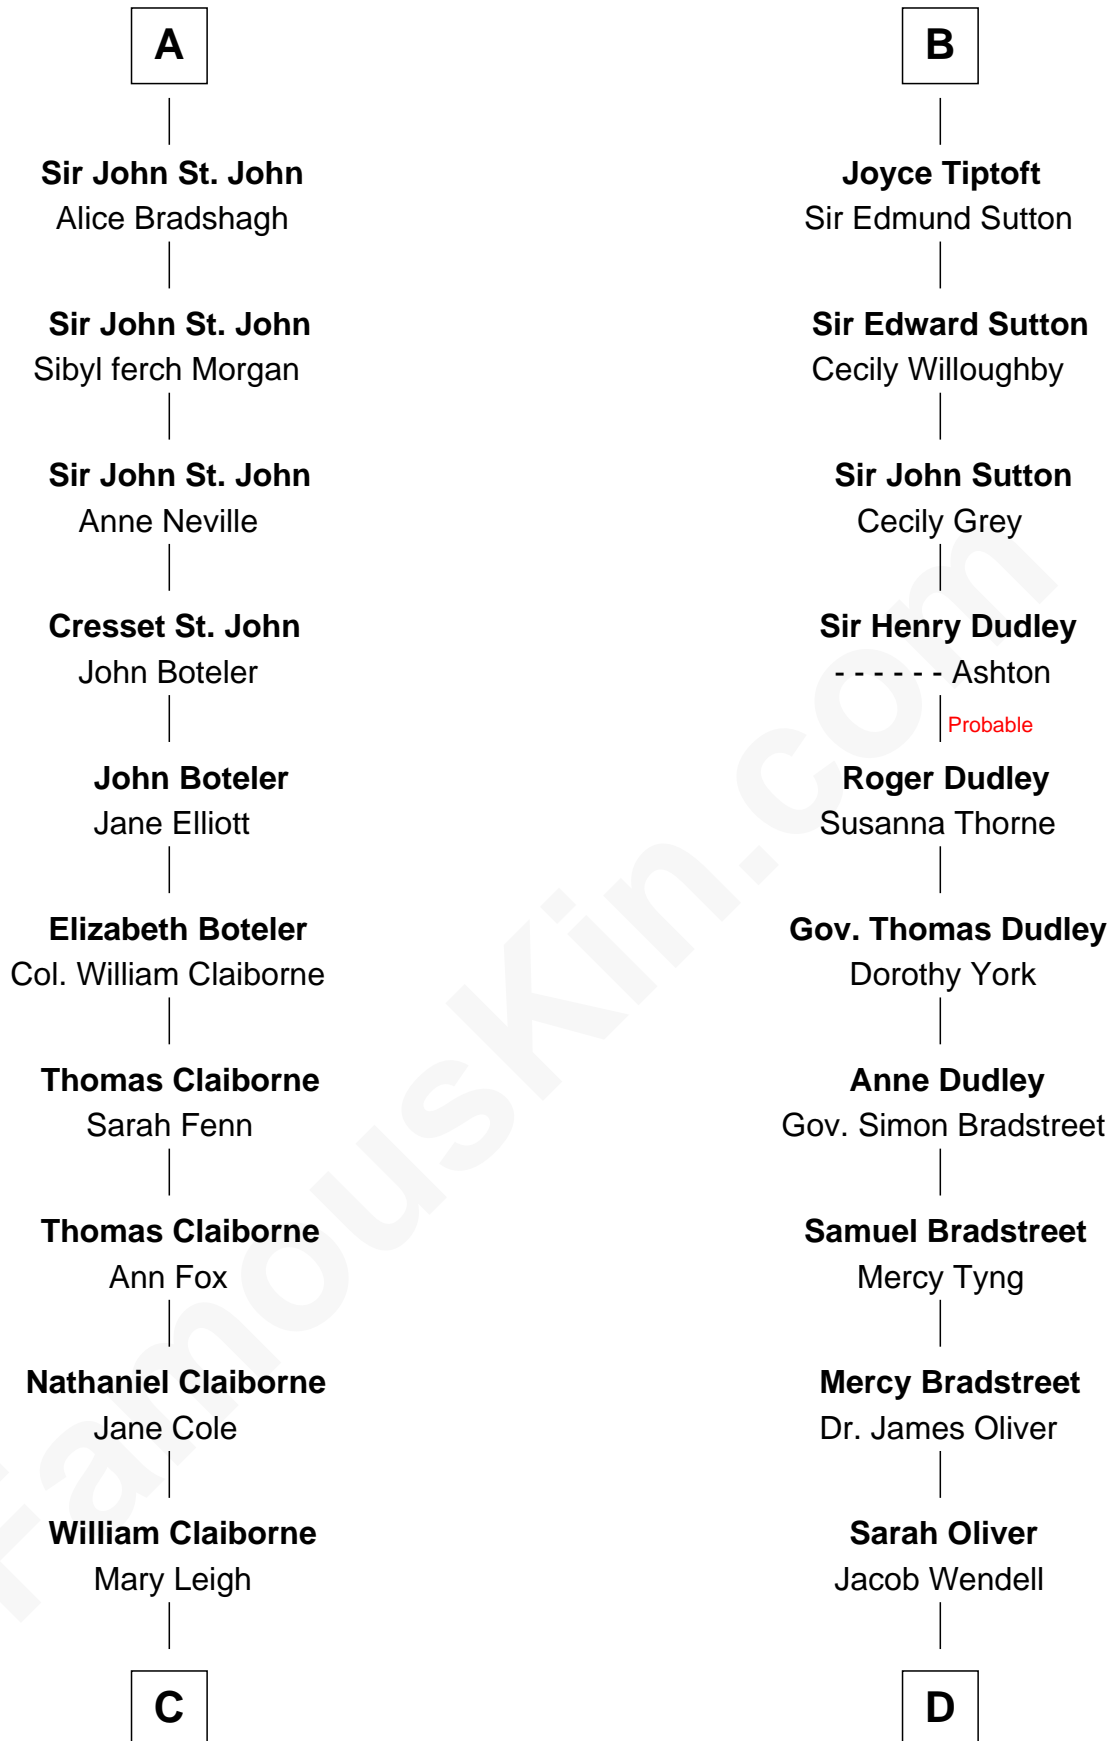 A
Sir John St. John
Alice Bradshagh
Sir John St. John
Sibyl ferch Morgan
Sir John St. John
Anne Neville
Cresset St. John
John Boteler
John Boteler
Jane Elliott
Elizabeth Boteler
Col. William Claiborne
Thomas Claiborne
Sarah Fenn
Thomas Claiborne
Ann Fox
Nathaniel Claiborne
Jane Cole
William Claiborne
Mary Leigh
C
B
Joyce Tiptoft
Sir Edmund Sutton
Sir Edward Sutton
Cecily Willoughby
Sir John Sutton
Cecily Grey
Sir Henry Dudley
- - - - - - Ashton
Probable
Roger Dudley
Susanna Thorne
Gov. Thomas Dudley
Dorothy York
Anne Dudley
Gov. Simon Bradstreet
Samuel Bradstreet
Mercy Tyng
Mercy Bradstreet
Dr. James Oliver
Sarah Oliver
Jacob Wendell
D
FamousKin.com